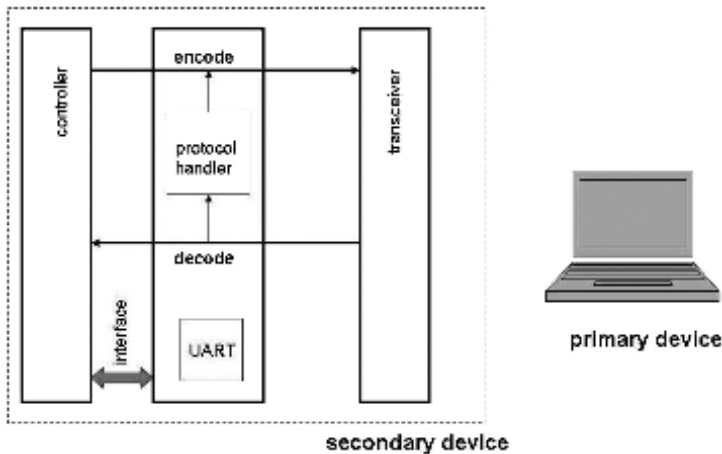 encode
controller
transceiver
protocol
handler
decode
interface
UART
primary device
secondary device